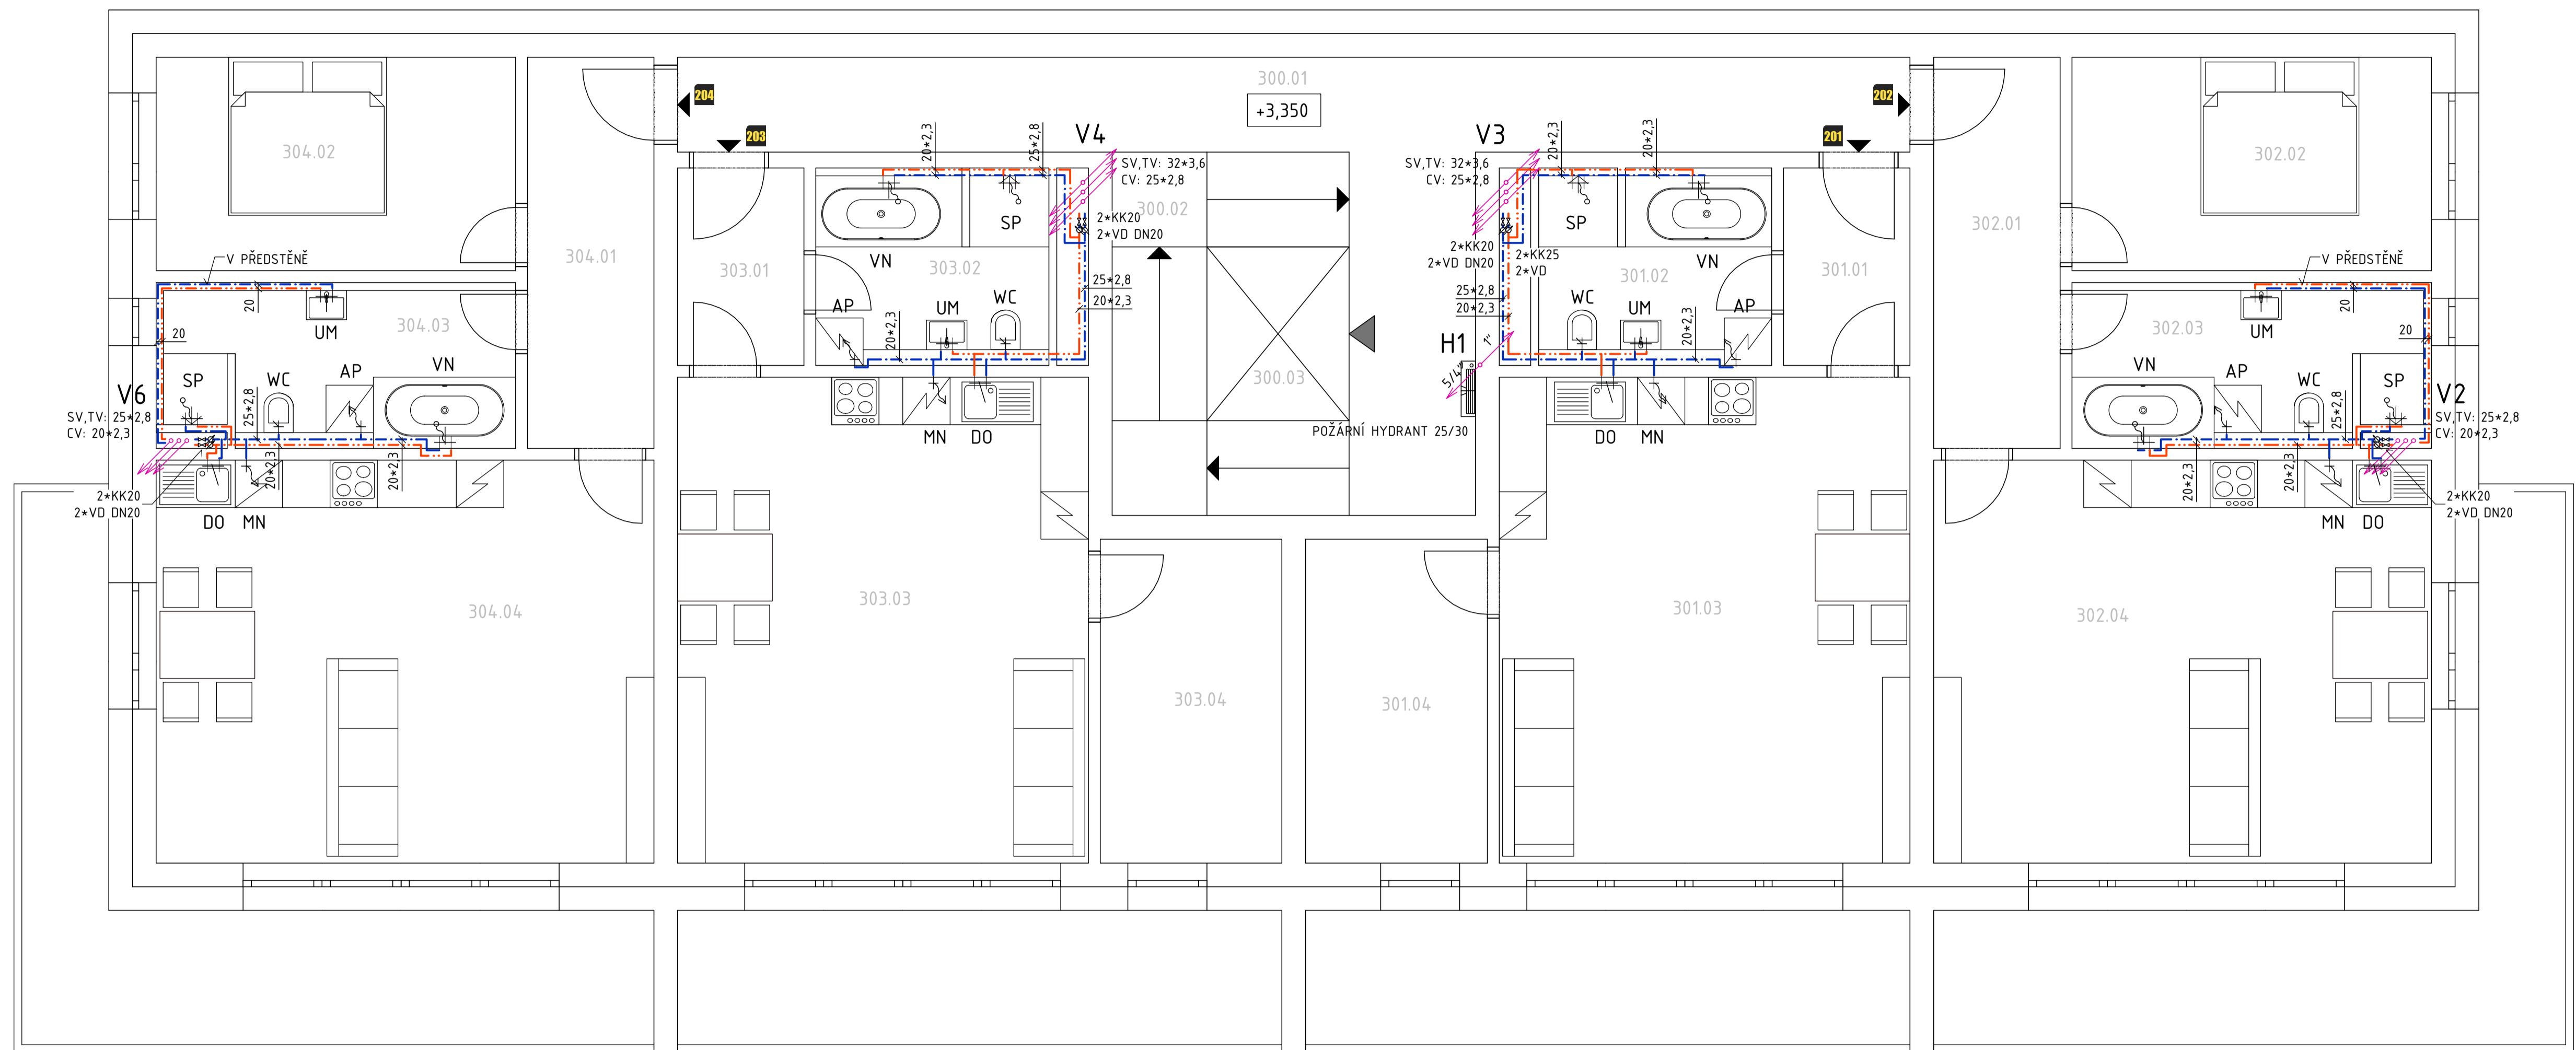 300.01
+3,350
204
203
202
201
304.02
304.01
V PŘEDSTĚNĚ
20
20
UM
304.03
SP
WC
AP
VN
V6
SV,TV: 25*2,8
CV: 20*2,3
25*2,8
20*2,3
20*2,3
2*KK20
2*VD DN20
DO
MN
304.04
303.01
20*2,3
25*2,8
V4
SV,TV: 32*3,6
CV: 25*2,8
300.02
2*KK20
2*VD DN20
VN
SP
303.02
AP
UM
WC
20*2,3
25*2,8
20*2,3
MN
DO
303.03
303.04
300.03
V3
SV,TV: 32*3,6
CV: 25*2,8
20*2,3
20*2,3
SP
VN
2*KK20
2*VD DN20
2*KK25
2*VD
301.02
301.01
25*2,8
20*2,3
WC
UM
AP
20*2,3
H1
1"
5/4"
POŽÁRNÍ HYDRANT 25/30
DO
MN
301.03
301.04
302.01
302.02
V PŘEDSTĚNĚ
20
20
UM
302.03
VN
AP
WC
SP
V2
SV,TV: 25*2,8
CV: 20*2,3
25*2,8
20*2,3
20*2,3
2*KK20
2*VD DN20
MN
DO
302.04